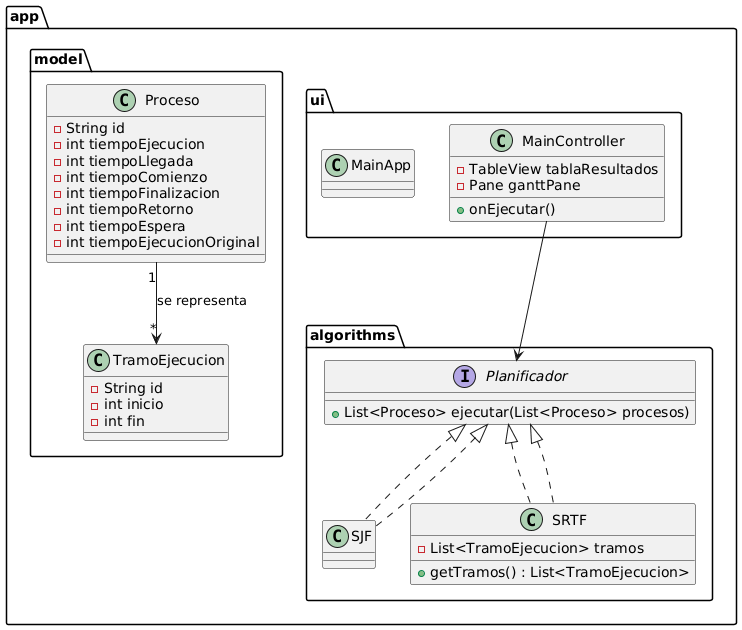 app
model
C Proceso
String id
int tiempoEjecucion
int tiempoLlegada
int tiempoComienzo
int tiempoFinalizacion
int tiempoRetorno
int tiempoEspera
int tiempoEjecucionOriginal
1
se representa
*
C TramoEjecucion
String id
int inicio
int fin
ui
C MainApp
C MainController
TableView tablaResultados
Pane ganttPane
onEjecutar()
algorithms
I Planificador
List<Proceso> ejecutar(List<Proceso> procesos)
C SJF
C SRTF
List<TramoEjecucion> tramos
getTramos() : List<TramoEjecucion>